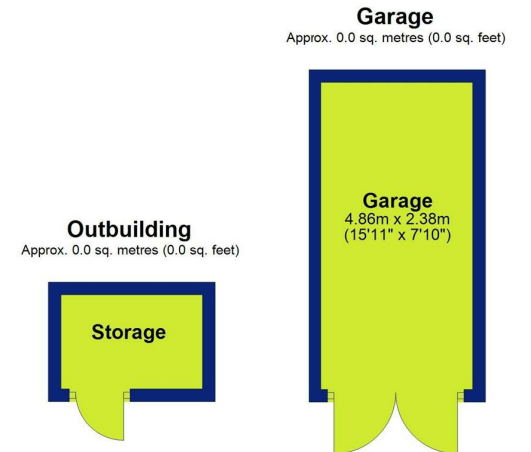 Garage
Approx. 0.0 sq. metres (0.0 sq. feet)
Garage
4.86m x 2.38m
(15'11" x 7'10")
Outbuilding
Approx. 0.0 sq. metres (0.0 sq. feet)
Storage